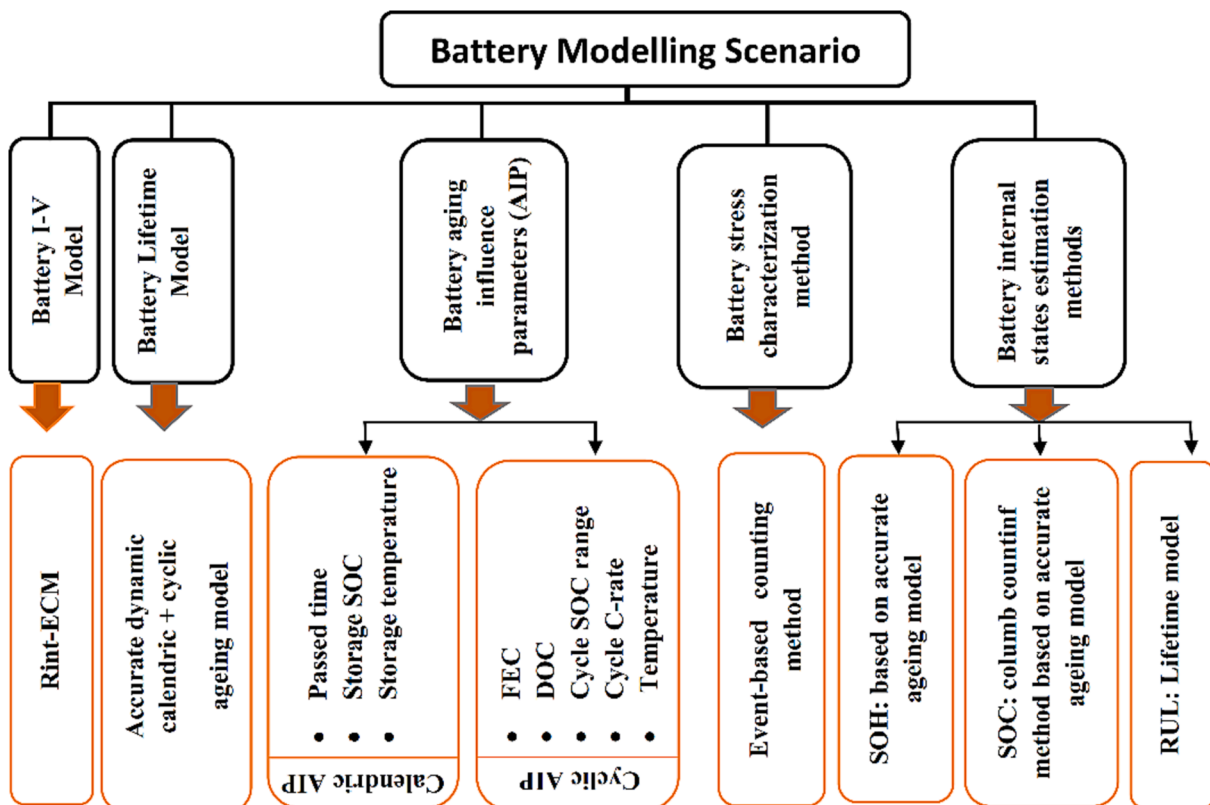 Battery Modelling Scenario
Battery I-V
Model
Battery Lifetime
Model
Battery aging
influence
parameters (AIP)
Battery stress
characterization
method
Battery internal
states estimation
methods
Rint-ECM
Accurate dynamic
calendric + cyclic
ageing model
Calendric AIP
• Passed time
• Storage SOC
• Storage temperature
Cyclic AIP
• FEC
• DOC
• Cycle SOC range
• Cycle C-rate
• Temperature
Event-based counting
method
SOH: based on accurate
ageing model
SOC: columb countinf
method based on accurate
ageing model
RUL: Lifetime model